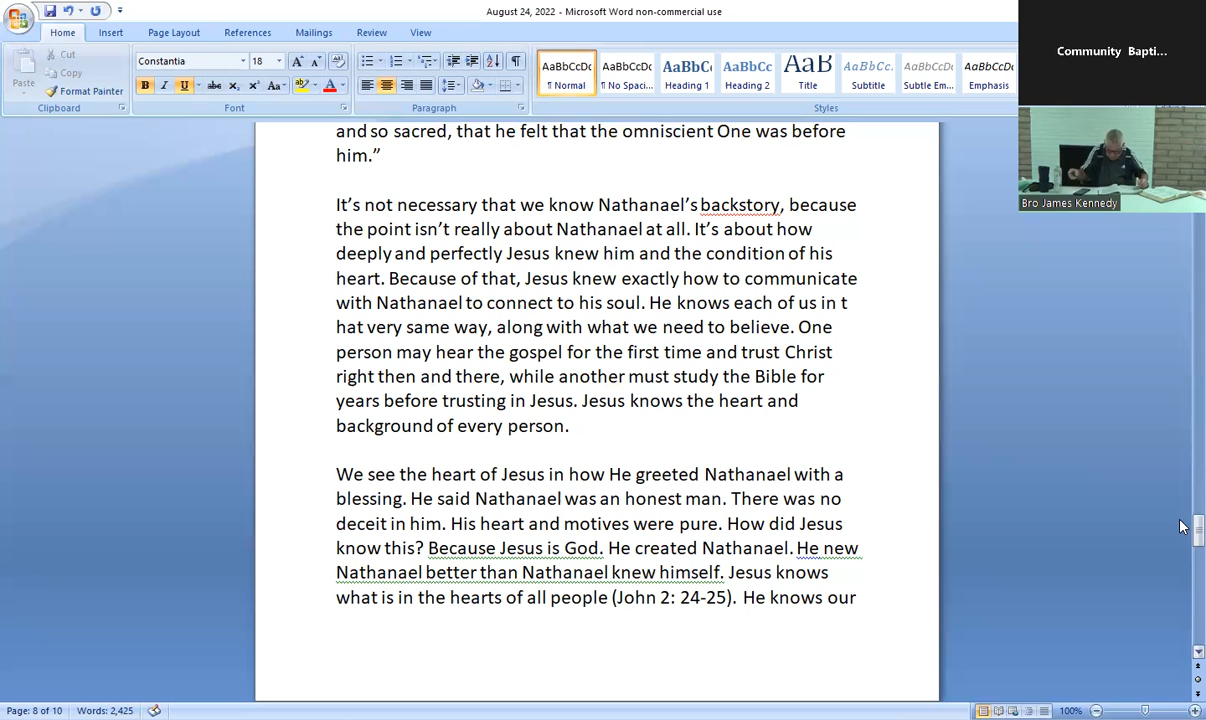 August 24, 2022 - Microsoft Word non-commercial use
Home Insert Page Layout References Mailings Review View
Paste
Cut
Copy
Format Painter
Clipboard
Constantia 18
B I U abc x₂ x² Aa
Font
Paragraph
AaBbCcDc AaBbCcDc AaBbCc AaBbCc AaB AaBbCc. AaBbCcDc AaBbCcDc
¶ Normal ¶ No Spaci... Heading 1 Heading 2 Title Subtitle Subtle Em... Emphasis
Styles
Community Bapti...
Bro James Kennedy
and so sacred, that he felt that the omniscient One was before
him.”
It’s not necessary that we know Nathanael’s backstory, because
the point isn’t really about Nathanael at all. It’s about how
deeply and perfectly Jesus knew him and the condition of his
heart. Because of that, Jesus knew exactly how to communicate
with Nathanael to connect to his soul. He knows each of us in t
hat very same way, along with what we need to believe. One
person may hear the gospel for the first time and trust Christ
right then and there, while another must study the Bible for
years before trusting in Jesus. Jesus knows the heart and
background of every person.
We see the heart of Jesus in how He greeted Nathanael with a
blessing. He said Nathanael was an honest man. There was no
deceit in him. His heart and motives were pure. How did Jesus
know this? Because Jesus is God. He created Nathanael. He new
Nathanael better than Nathanael knew himself. Jesus knows
what is in the hearts of all people (John 2: 24-25). He knows our
Page: 8 of 10 Words: 2,425 100%